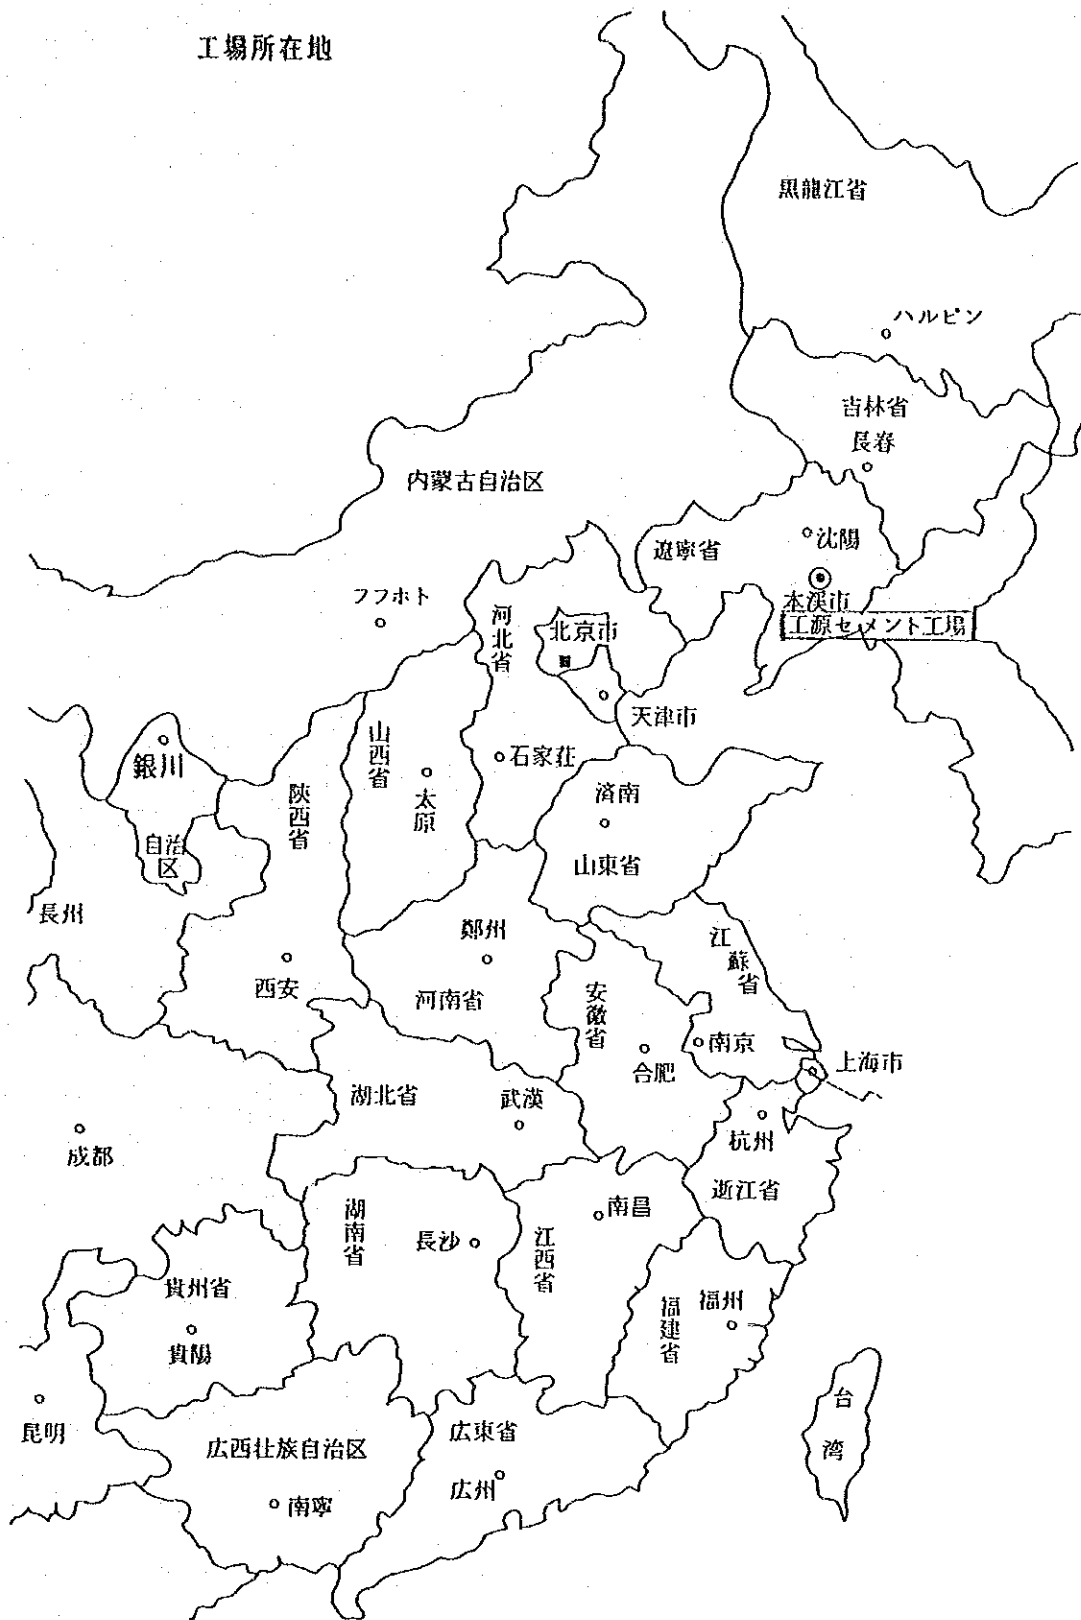 工場所在地
黒龍江省
ハルピン
吉林省
長春
内蒙古自治区
遼寧省
沈陽
本渓市
工源セメント工場
フフホト
河北省
北京市
天津市
山西省
石家荘
銀川
陝西省
太原
済南
自治区
山東省
長州
鄭州
江蘇省
西安
河南省
安徽省
南京
合肥
上海市
湖北省
武漢
杭州
成都
浙江省
湖南省
南昌
長沙
江西省
貴州省
福建省
福州
貴陽
台湾
昆明
広西壮族自治区
広東省
広州
南寧